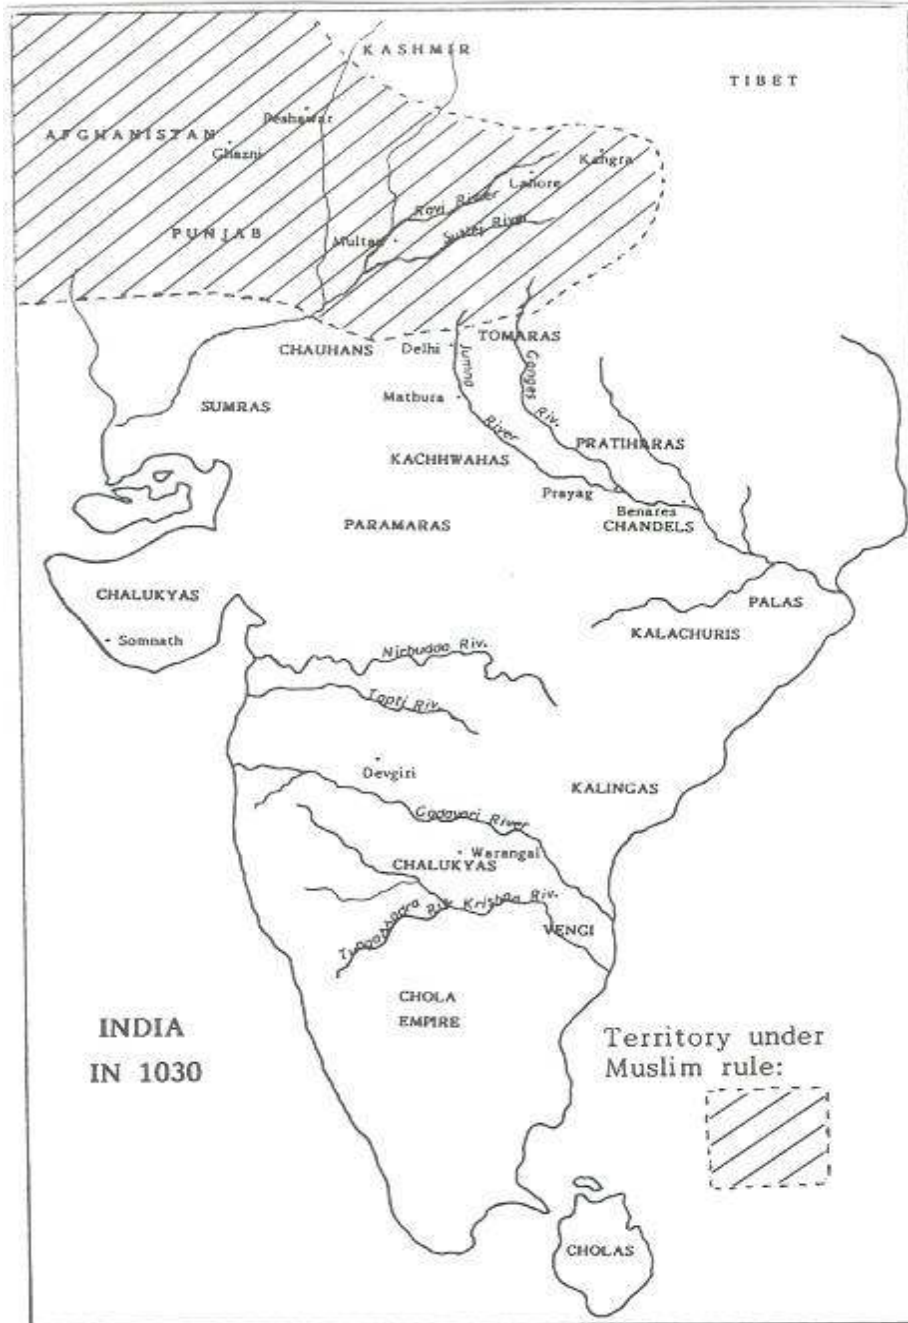 KASHMIR
TIBET
AFGHANISTAN
Peshawar
Ghazni
Kangra
Lahore
Ravi River
PUNJAB
Multan
Sutlej River
CHAUHANS
Delhi
TOMARAS
Jumna River
Ganges Riv.
Mathura
SUMRAS
PRATIHARAS
KACHHWAHAS
Prayag
Benares
CHANDELS
PARAMARAS
CHALUKYAS
PALAS
KALACHURIS
Somnath
Nirbudda Riv.
Tapti Riv.
Devgiri
KALINGAS
Godavari River
Warangal
CHALUKYAS
Tungabhadra Riv.
Krishna Riv.
VENGI
CHOLA
EMPIRE
INDIA
IN 1030
Territory under
Muslim rule:
CHOLAS